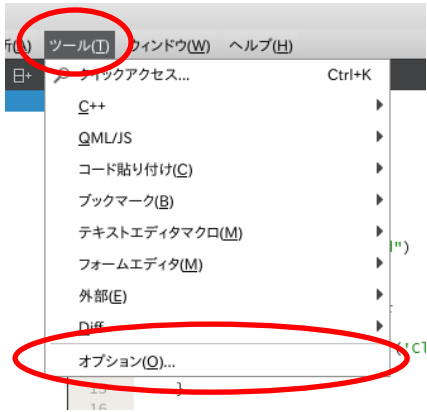 ツール(T) ウィンドウ(W) ヘルプ(H)
クイックアクセス... Ctrl+K
C++
QML/JS
コード貼り付け(C)
ブックマーク(B)
テキストエディタマクロ(M)
フォームエディタ(M)
外部(E)
Diff
オプション(O)...
")
('Cl
15 }
16